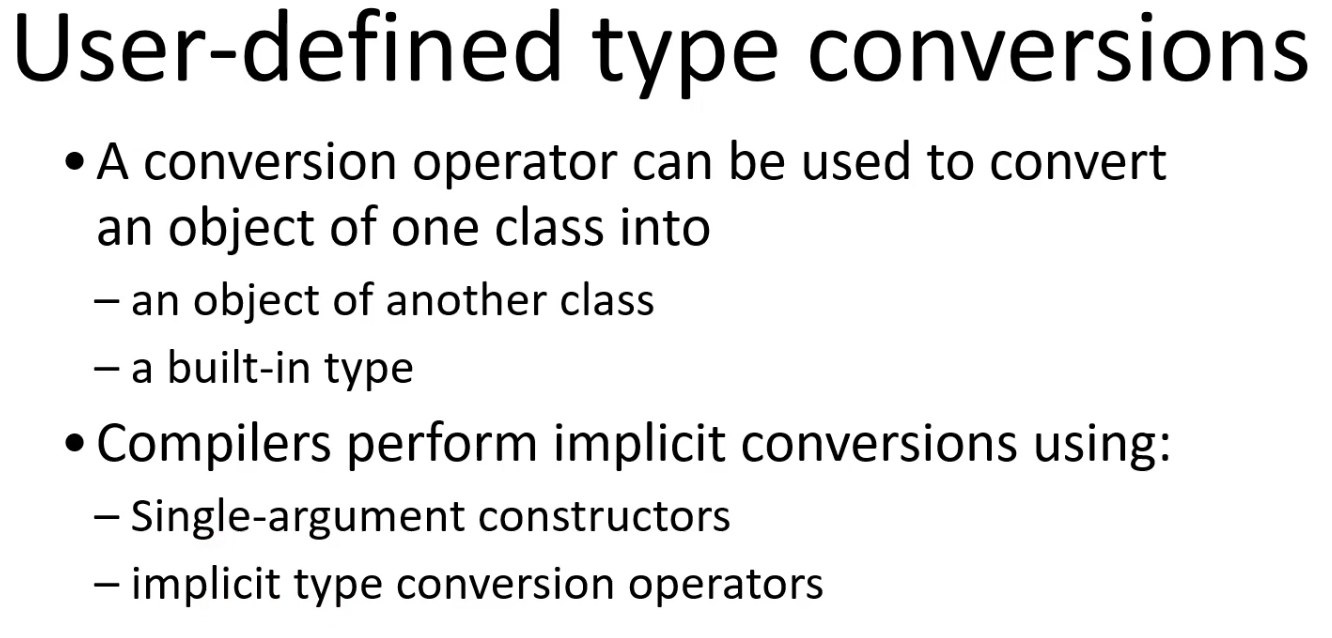 User-defined type conversions
• A conversion operator can be used to convert
an object of one class into
– an object of another class
– a built-in type
• Compilers perform implicit conversions using:
– Single-argument constructors
– implicit type conversion operators